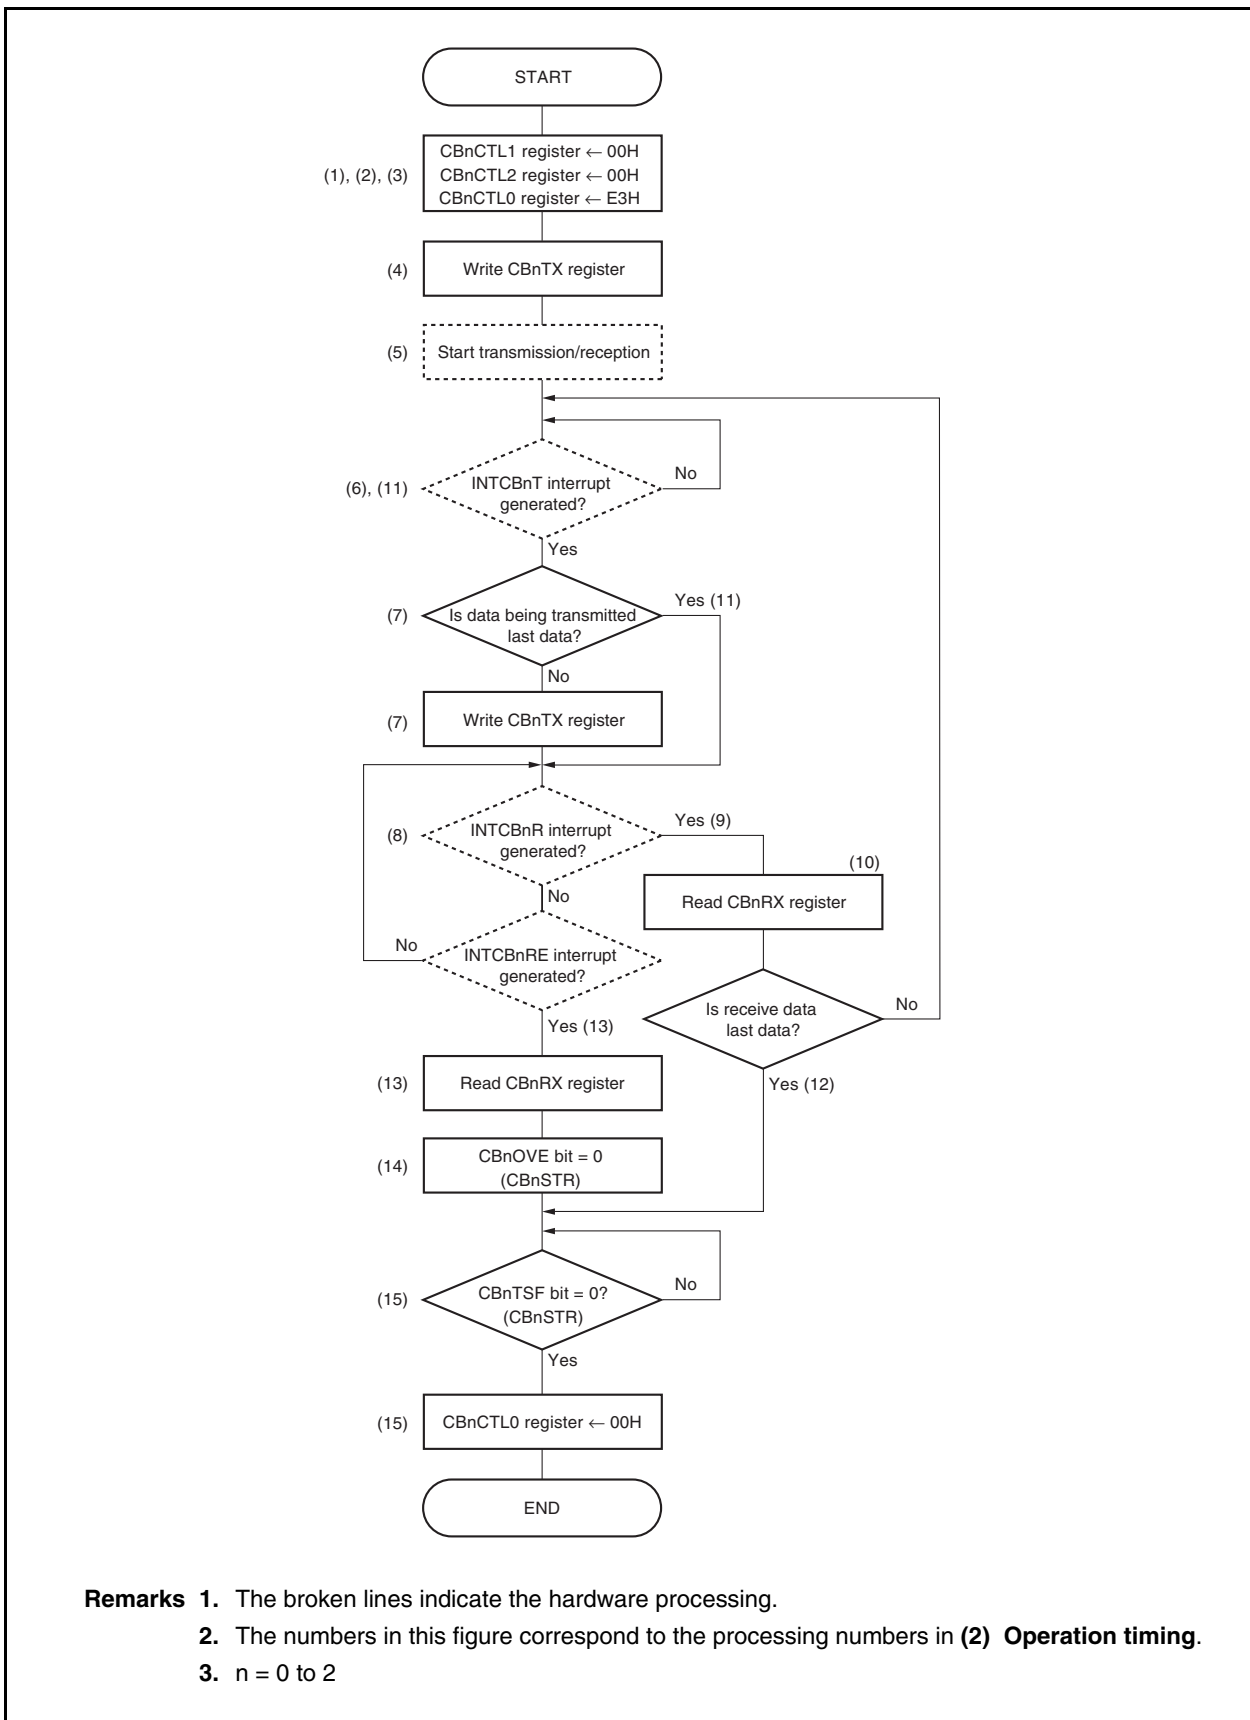 START
(1), (2), (3)
CBnCTL1 register ← 00H
CBnCTL2 register ← 00H
CBnCTL0 register ← E3H
(4)
Write CBnTX register
(5)
Start transmission/reception
(6), (11)
INTCBnT interrupt
generated?
No
Yes
(7)
Is data being transmitted
last data?
Yes (11)
No
(7)
Write CBnTX register
(8)
INTCBnR interrupt
generated?
Yes (9)
No
(10)
Read CBnRX register
No
INTCBnRE interrupt
generated?
Is receive data
last data?
No
Yes (13)
Yes (12)
(13)
Read CBnRX register
(14)
CBnOVE bit = 0
(CBnSTR)
(15)
CBnTSF bit = 0?
(CBnSTR)
No
Yes
(15)
CBnCTL0 register ← 00H
END
Remarks 1. The broken lines indicate the hardware processing.
2. The numbers in this figure correspond to the processing numbers in (2) Operation timing.
3. n = 0 to 2